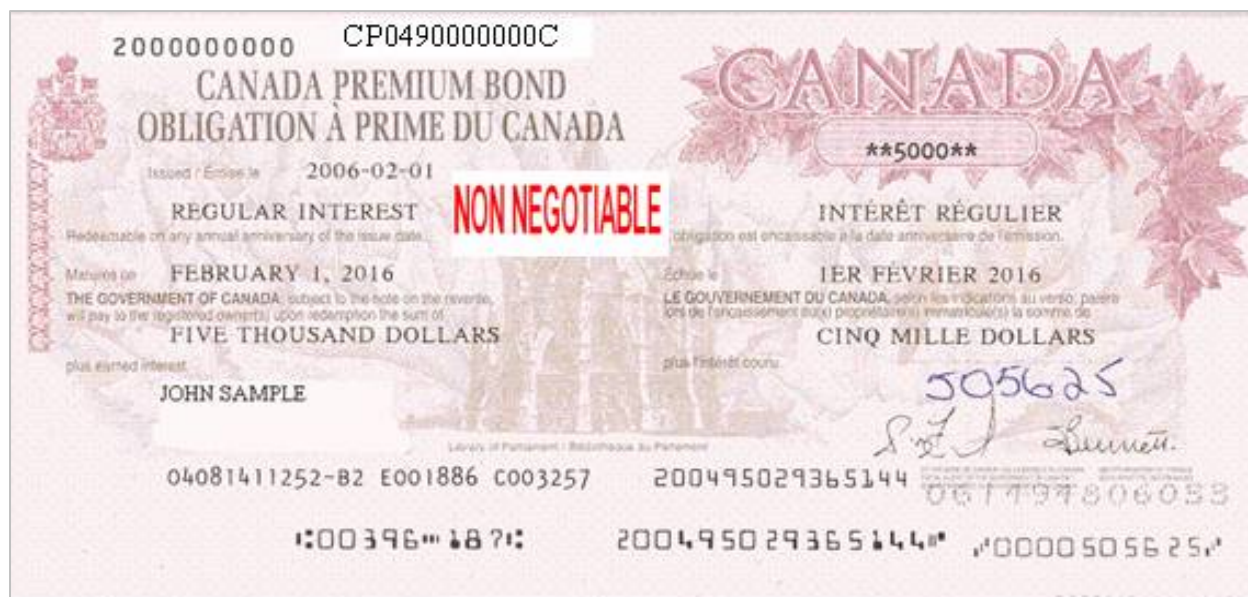 2000000000 CP0490000000C
CANADA PREMIUM BOND
OBLIGATION À PRIME DU CANADA
CANADA
**5000**
Issued / Émise le 2006-02-01
NON NEGOTIABLE
REGULAR INTEREST
Redeemable on any annual anniversary of the issue date.
INTÉRÊT RÉGULIER
L'obligation est encaissable à la date anniversaire de l'émission.
Matures on FEBRUARY 1, 2016
THE GOVERNMENT OF CANADA, subject to the note on the reverse,
will pay to the registered owner(s) upon redemption the sum of
FIVE THOUSAND DOLLARS
plus earned interest.
Échue le 1ER FÉVRIER 2016
LE GOUVERNEMENT DU CANADA, selon les indications au verso, paiera
lors de l'encaissement au(x) propriétaire(s) immatriculé(s) la somme de
CINQ MILLE DOLLARS
plus l'intérêt couru.
JOHN SAMPLE
505625
Library of Parliament / Bibliothèque du Parlement
04081411252-B2 E001886 C003257 200495029365144
0617997806033
⑆00396⑉187⑆ 200495029365144⑈ ⑇0000505625⑇